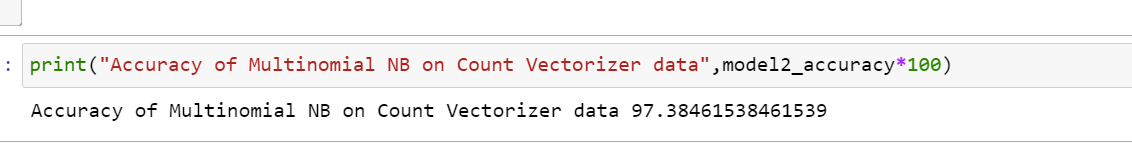 : print("Accuracy of Multinomial NB on Count Vectorizer data",model2_accuracy*100)
Accuracy of Multinomial NB on Count Vectorizer data 97.38461538461539